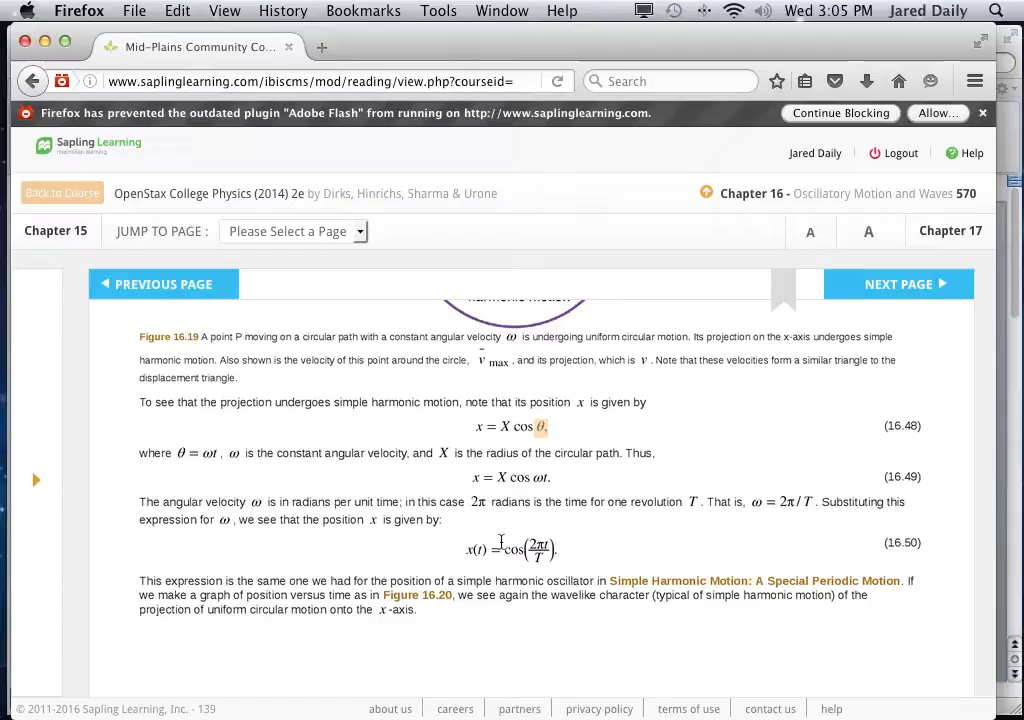 Firefox File Edit View History Bookmarks Tools Window Help Wed 3:05 PM Jared Daily
Mid-Plains Community Co...
www.saplinglearning.com/ibiscms/mod/reading/view.php?courseid= Search
Firefox has prevented the outdated plugin "Adobe Flash" from running on http://www.saplinglearning.com. Continue Blocking Allow...
Sapling Learning
macmillan learning
Jared Daily Logout Help
Back to Course OpenStax College Physics (2014) 2e by Dirks, Hinrichs, Sharma & Urone Chapter 16 - Oscillatory Motion and Waves 570
Chapter 15 JUMP TO PAGE : Please Select a Page A A Chapter 17
PREVIOUS PAGE NEXT PAGE
harmonic motion
Figure 16.19 A point P moving on a circular path with a constant angular velocity ω is undergoing uniform circular motion. Its projection on the x-axis undergoes simple
harmonic motion. Also shown is the velocity of this point around the circle, v̄ max , and its projection, which is v . Note that these velocities form a similar triangle to the
displacement triangle.
To see that the projection undergoes simple harmonic motion, note that its position x is given by
x = X cos θ, (16.48)
where θ = ωt , ω is the constant angular velocity, and X is the radius of the circular path. Thus,
x = X cos ωt. (16.49)
The angular velocity ω is in radians per unit time; in this case 2π radians is the time for one revolution T . That is, ω = 2π / T . Substituting this
expression for ω , we see that the position x is given by:
x(t) = cos(2πt/T). (16.50)
This expression is the same one we had for the position of a simple harmonic oscillator in Simple Harmonic Motion: A Special Periodic Motion. If
we make a graph of position versus time as in Figure 16.20, we see again the wavelike character (typical of simple harmonic motion) of the
projection of uniform circular motion onto the x -axis.
© 2011-2016 Sapling Learning, Inc. - 139 about us careers partners privacy policy terms of use contact us help